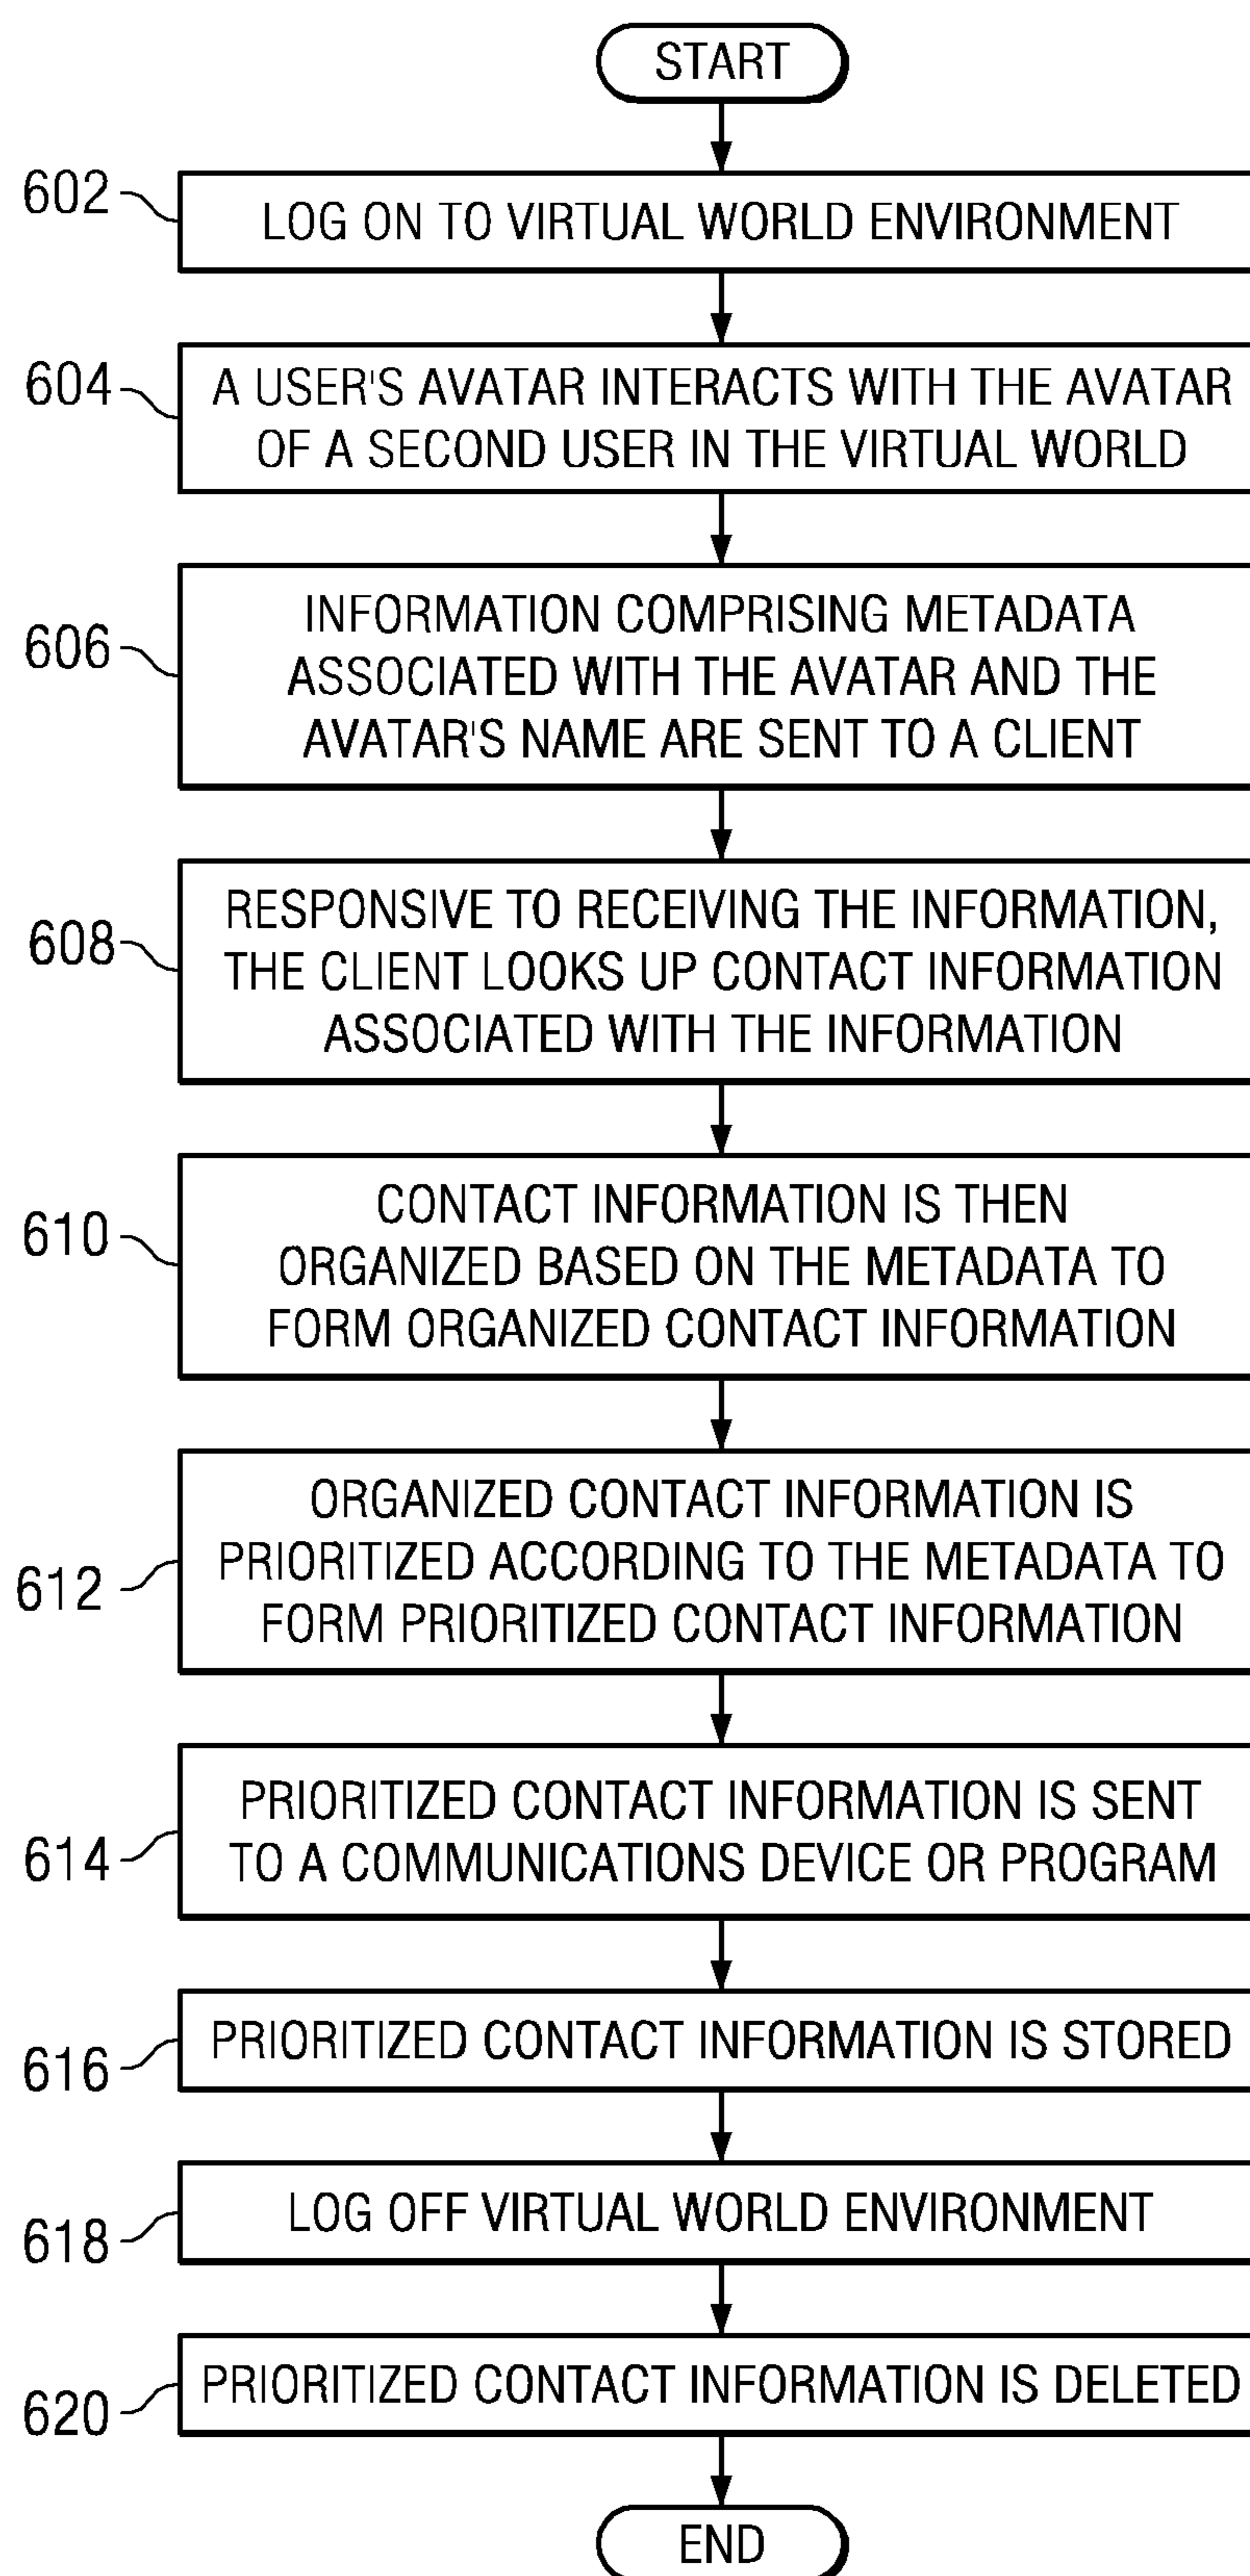 START
602
LOG ON TO VIRTUAL WORLD ENVIRONMENT
604
A USER'S AVATAR INTERACTS WITH THE AVATAR
OF A SECOND USER IN THE VIRTUAL WORLD
606
INFORMATION COMPRISING METADATA
ASSOCIATED WITH THE AVATAR AND THE
AVATAR'S NAME ARE SENT TO A CLIENT
608
RESPONSIVE TO RECEIVING THE INFORMATION,
THE CLIENT LOOKS UP CONTACT INFORMATION
ASSOCIATED WITH THE INFORMATION
610
CONTACT INFORMATION IS THEN
ORGANIZED BASED ON THE METADATA TO
FORM ORGANIZED CONTACT INFORMATION
612
ORGANIZED CONTACT INFORMATION IS
PRIORITIZED ACCORDING TO THE METADATA TO
FORM PRIORITIZED CONTACT INFORMATION
614
PRIORITIZED CONTACT INFORMATION IS SENT
TO A COMMUNICATIONS DEVICE OR PROGRAM
616
PRIORITIZED CONTACT INFORMATION IS STORED
618
LOG OFF VIRTUAL WORLD ENVIRONMENT
620
PRIORITIZED CONTACT INFORMATION IS DELETED
END